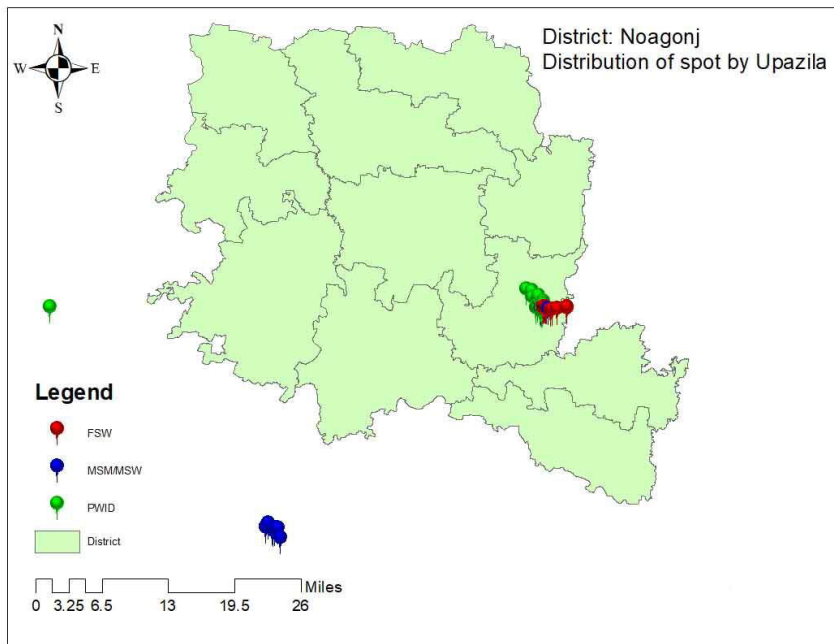 District: Noagonj
Distribution of spot by Upazila
N
W E
S
Legend
FSW
MSM/MSW
PWID
District
Miles
0 3.25 6.5 13 19.5 26